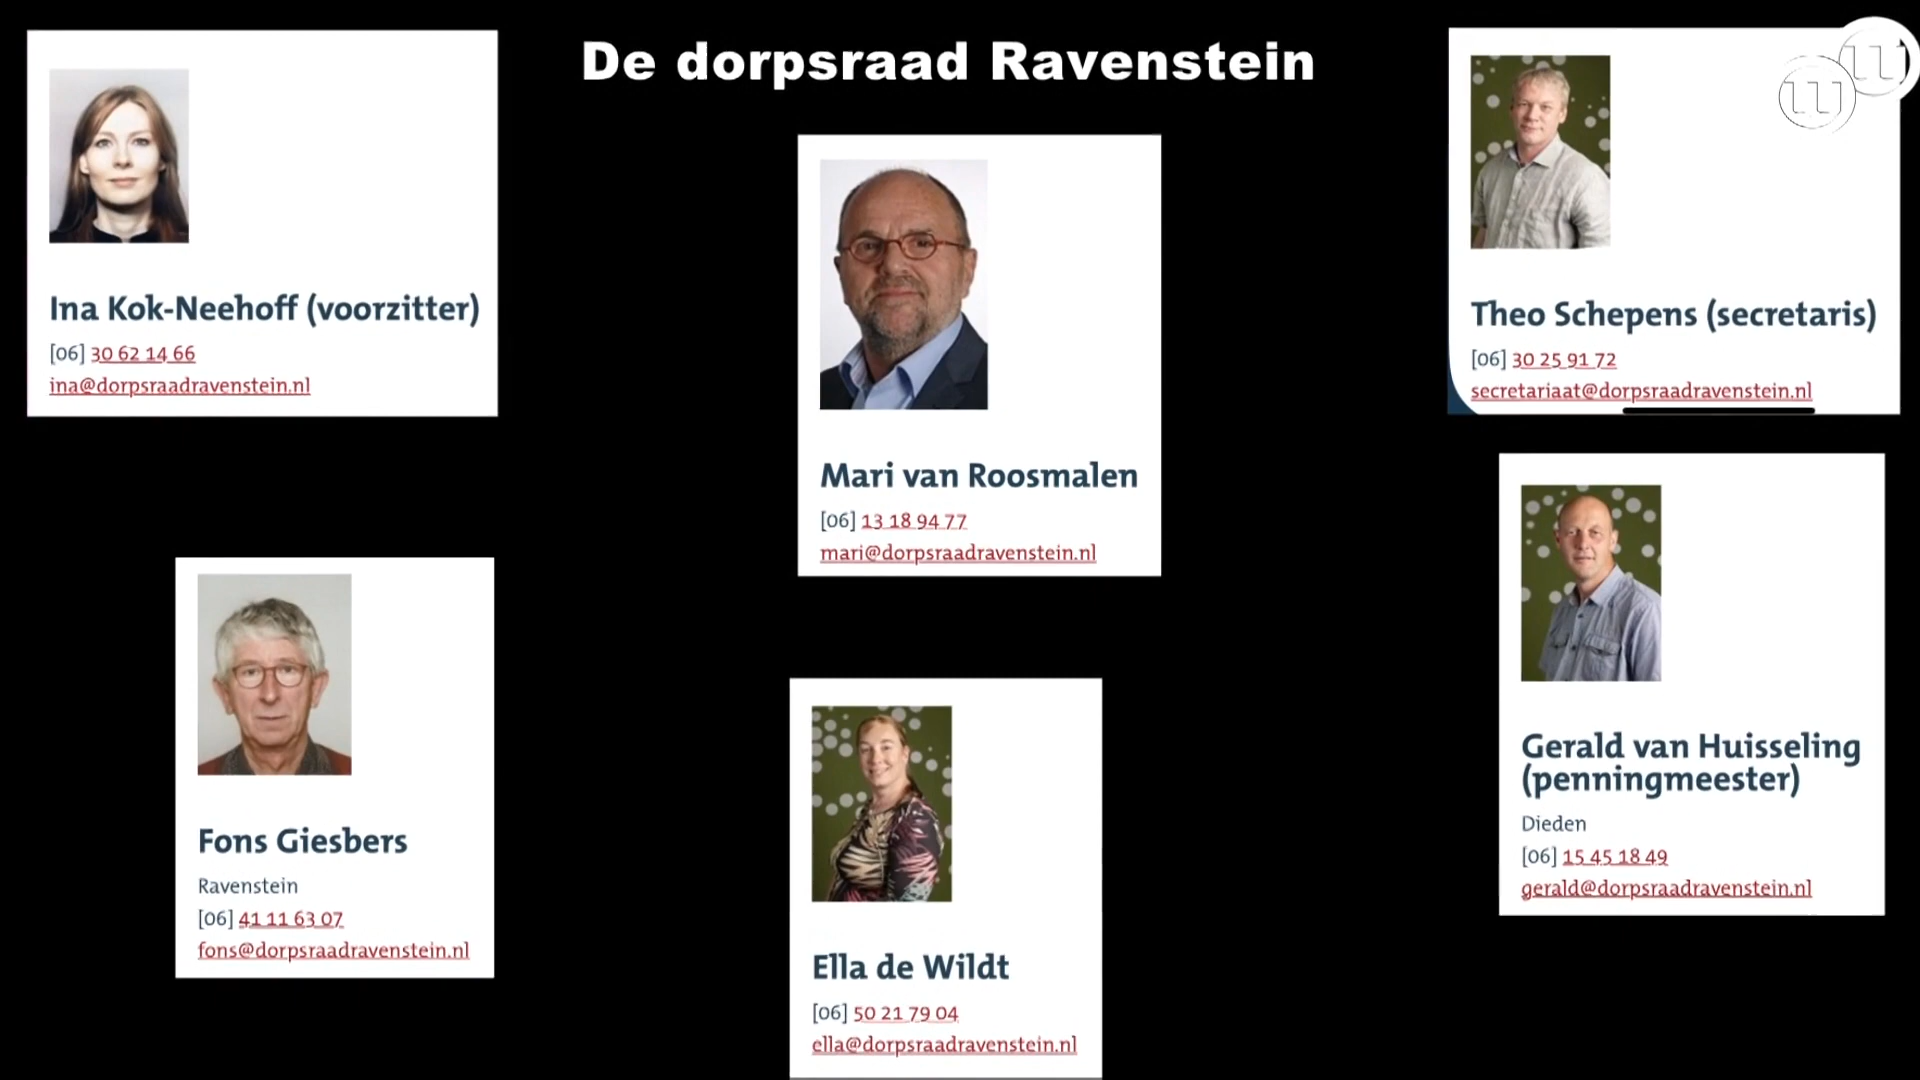 De dorpsraad Ravenstein
Ina Kok-Neehoff (voorzitter)
[06] 30 62 14 66
ina@dorpsraadravenstein.nl
Mari van Roosmalen
[06] 13 18 94 77
mari@dorpsraadravenstein.nl
Theo Schepens (secretaris)
[06] 30 25 91 72
secretariaat@dorpsraadravenstein.nl
Fons Giesbers
Ravenstein
[06] 41 11 63 07
fons@dorpsraadravenstein.nl
Ella de Wildt
[06] 50 21 79 04
ella@dorpsraadravenstein.nl
Gerald van Huisseling
(penningmeester)
Dieden
[06] 15 45 18 49
gerald@dorpsraadravenstein.nl